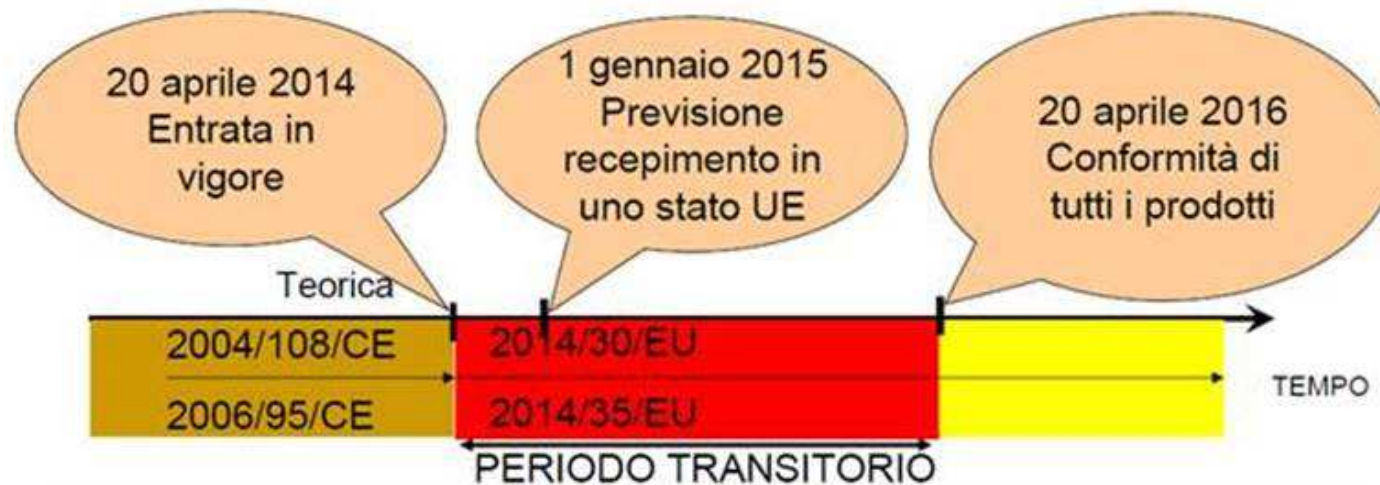 20 aprile 2014
Entrata in
vigore
1 gennaio 2015
Previsione
recepimento in
uno stato UE
20 aprile 2016
Conformità di
tutti i prodotti
Teorica
2004/108/CE
2014/30/EU
TEMPO
2006/95/CE
2014/35/EU
PERIODO TRANSITORIO